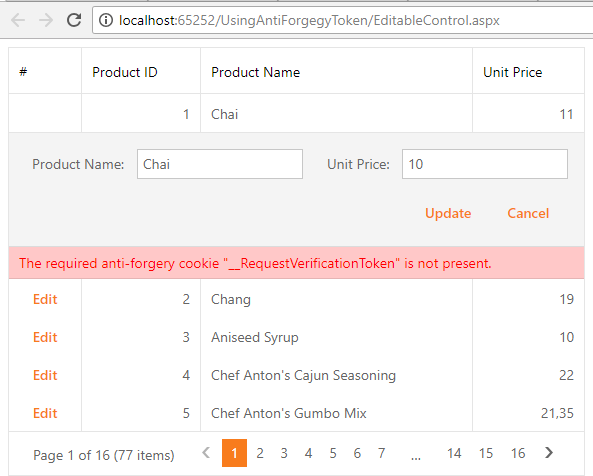 localhost:65252/UsingAntiForgegyToken/EditableControl.aspx
# Product ID Product Name Unit Price
1 Chai 11
Product Name: Chai Unit Price: 10
Update Cancel
The required anti-forgery cookie "__RequestVerificationToken" is not present.
Edit 2 Chang 19
Edit 3 Aniseed Syrup 10
Edit 4 Chef Anton's Cajun Seasoning 22
Edit 5 Chef Anton's Gumbo Mix 21,35
Page 1 of 16 (77 items) 1 2 3 4 5 6 7 ... 14 15 16